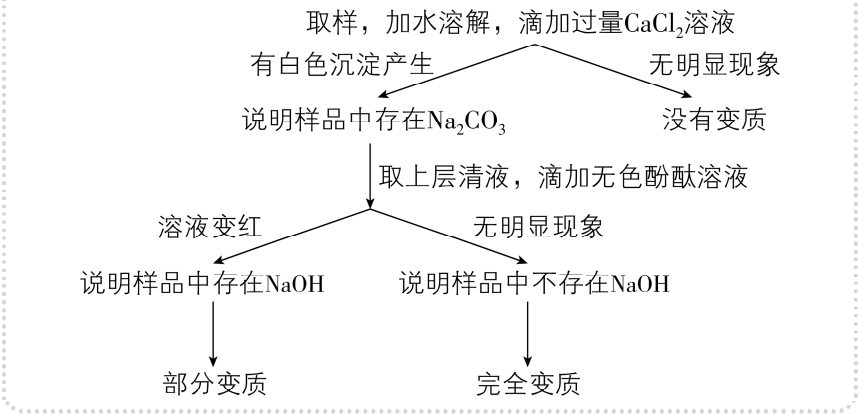 取样，加水溶解，滴加过量CaCl₂溶液
有白色沉淀产生
无明显现象
说明样品中存在Na₂CO₃
没有变质
取上层清液，滴加无色酚酞溶液
溶液变红
无明显现象
说明样品中存在NaOH
说明样品中不存在NaOH
部分变质
完全变质